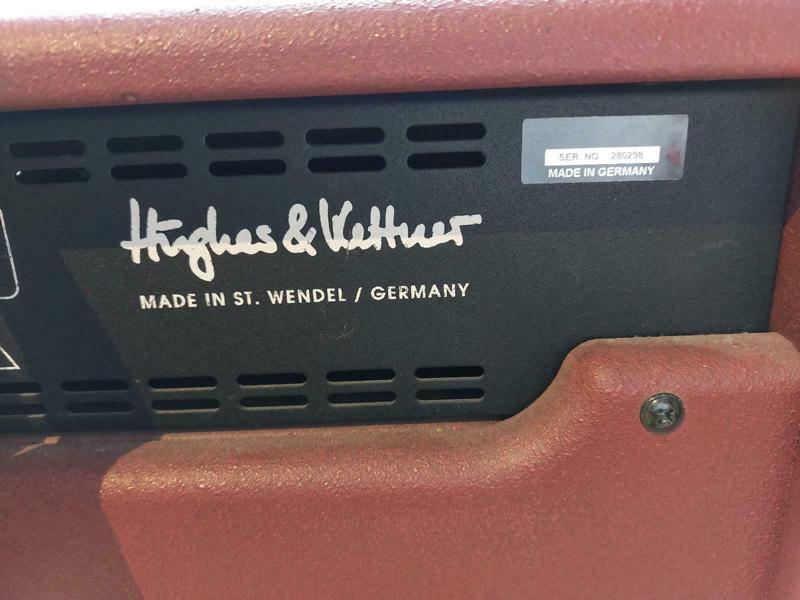 SER NO. 280298
MADE IN GERMANY
Hughes & Kettner
MADE IN ST. WENDEL / GERMANY